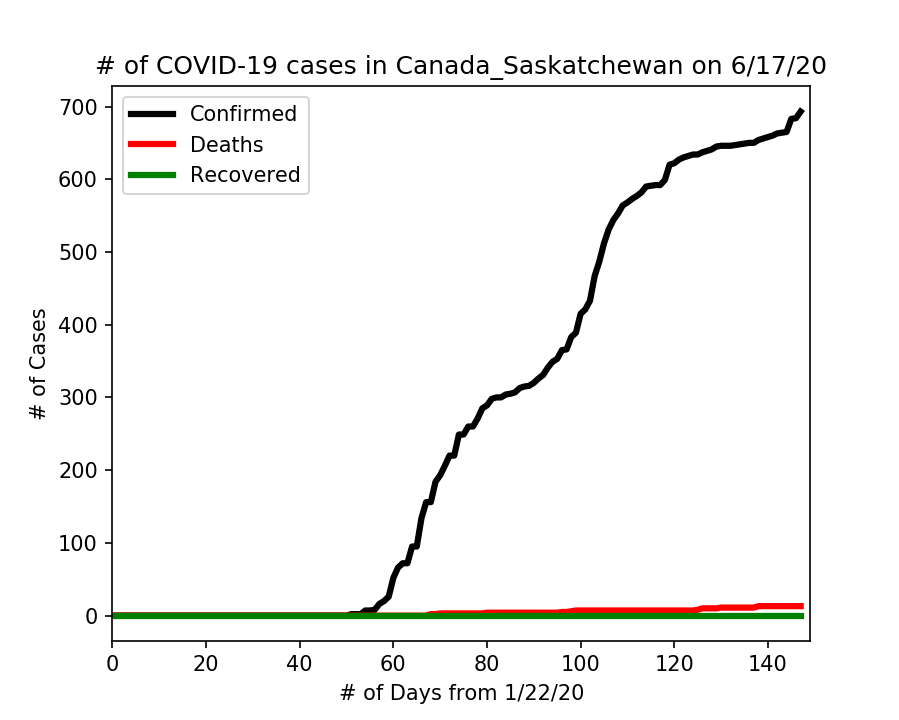 # of COVID-19 cases in Canada_Saskatchewan on 6/17/20
Confirmed
Deaths
Recovered
700
600
500
400
300
200
100
0
# of Cases
0 20 40 60 80 100 120 140
# of Days from 1/22/20